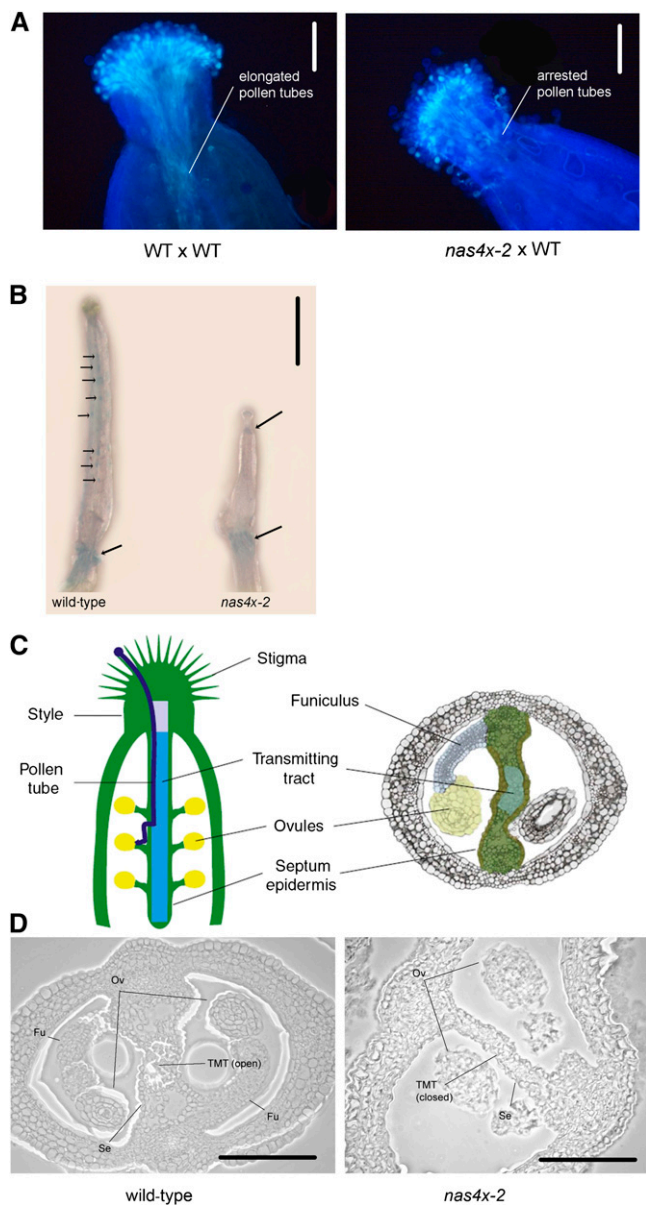 A
elongated
pollen tubes
arrested
pollen tubes
WT x WT
nas4x-2 x WT
B
wild-type
nas4x-2
C
Stigma
Style
Funiculus
Pollen
tube
Transmitting
tract
Ovules
Septum
epidermis
D
Ov
Fu
TMT (open)
Fu
Se
Ov
TMT
(closed)
Se
wild-type
nas4x-2